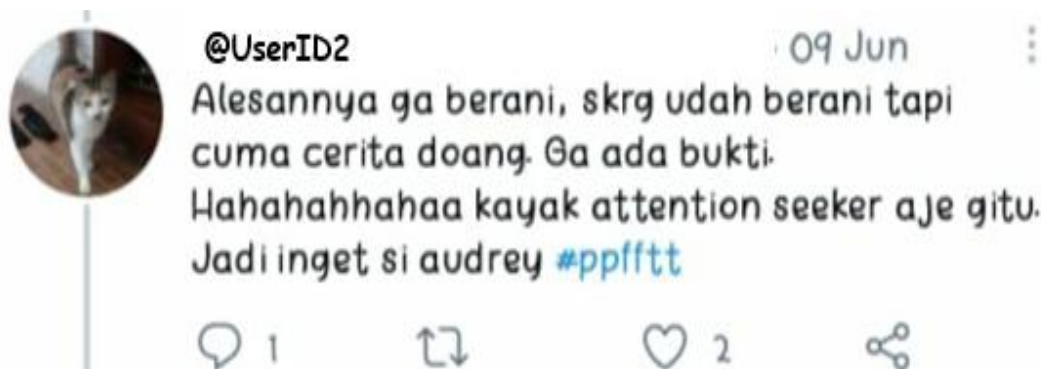 @UserID2 · 09 Jun
Alesannya ga berani, skrg udah berani tapi
cuma cerita doang. Ga ada bukti.
Hahahahhahaa kayak attention seeker aje gitu.
Jadi inget si audrey #ppfftt
1 2